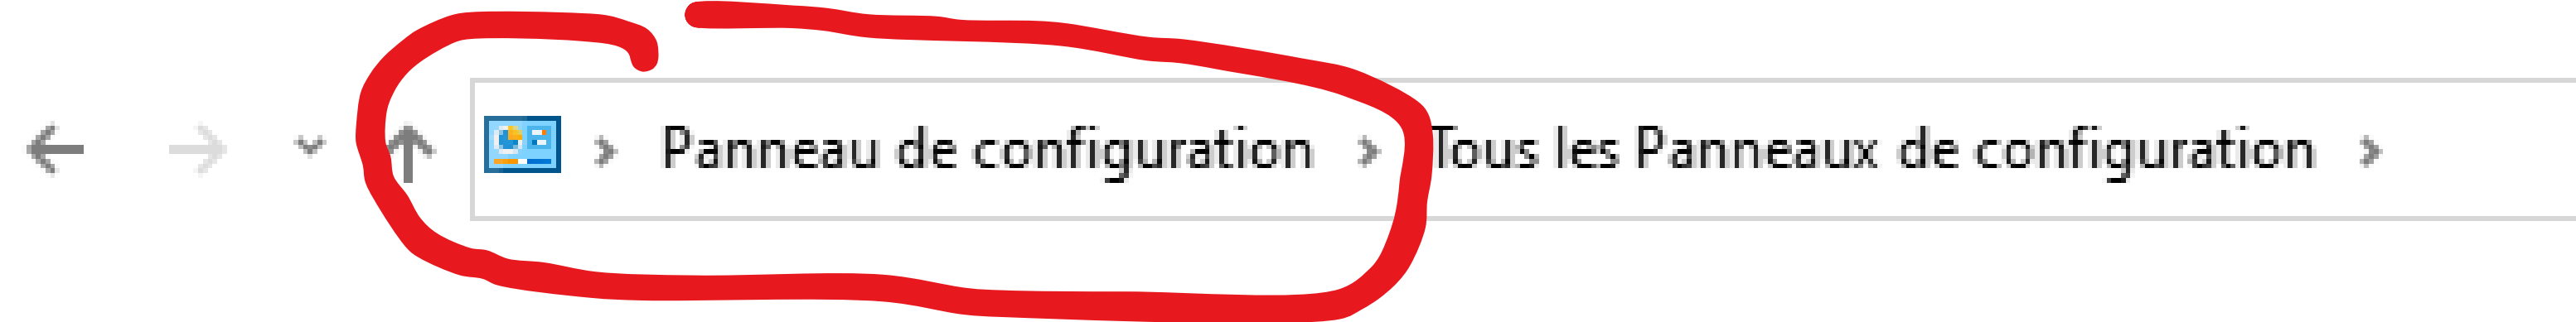 Panneau de configuration > Tous les Panneaux de configuration >